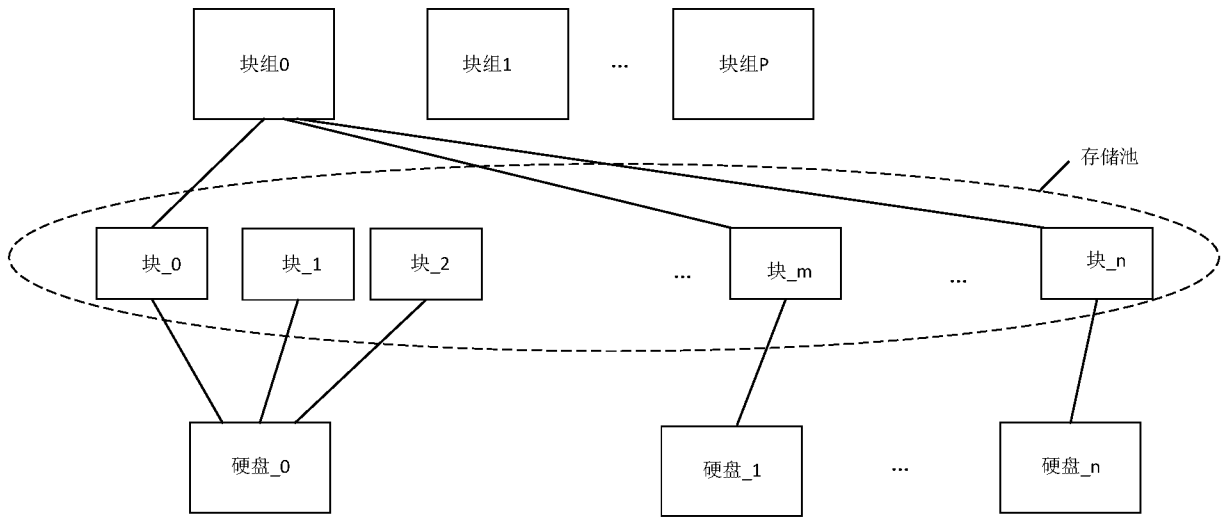 块组0
块组1
...
块组P
存储池
块_0
块_1
块_2
...
块_m
...
块_n
硬盘_0
硬盘_1
...
硬盘_n